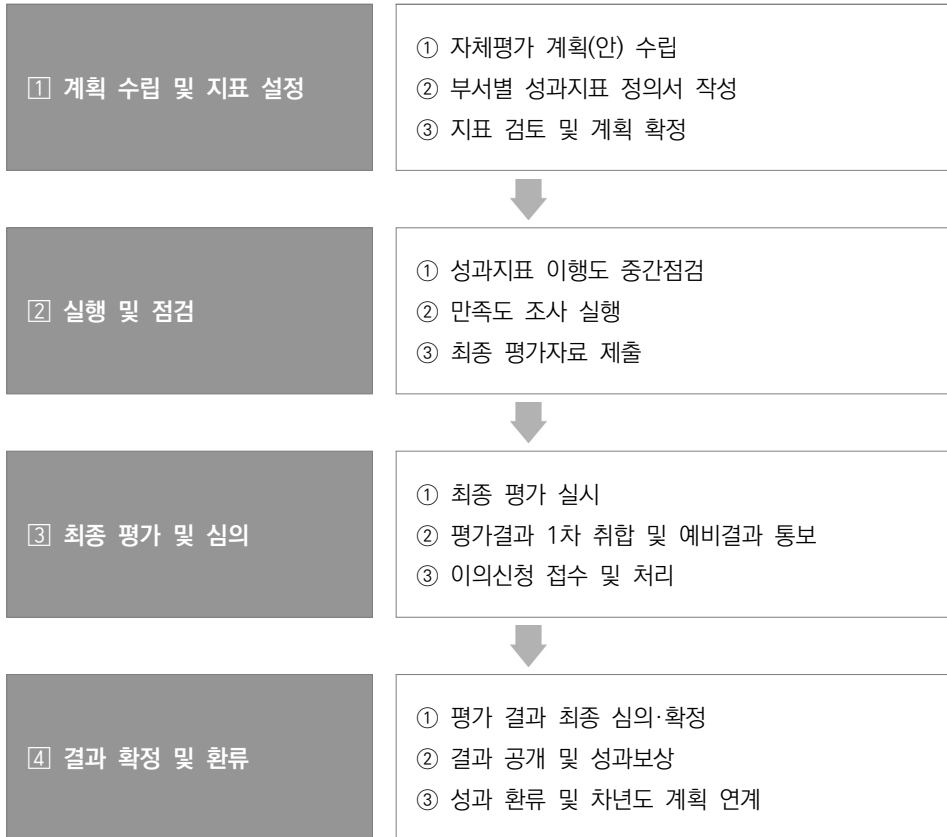 1 계획 수립 및 지표 설정
① 자체평가 계획(안) 수립
② 부서별 성과지표 정의서 작성
③ 지표 검토 및 계획 확정
2 실행 및 점검
① 성과지표 이행도 중간점검
② 만족도 조사 실행
③ 최종 평가자료 제출
3 최종 평가 및 심의
① 최종 평가 실시
② 평가결과 1차 취합 및 예비결과 통보
③ 이의신청 접수 및 처리
4 결과 확정 및 환류
① 평가 결과 최종 심의·확정
② 결과 공개 및 성과보상
③ 성과 환류 및 차년도 계획 연계